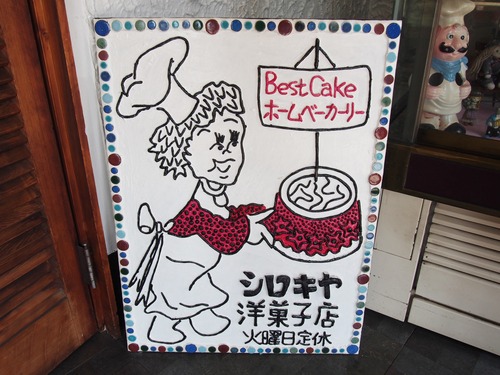 Best Cake
ホームベーカーリー
シロキヤ
洋菓子店
火曜日定休